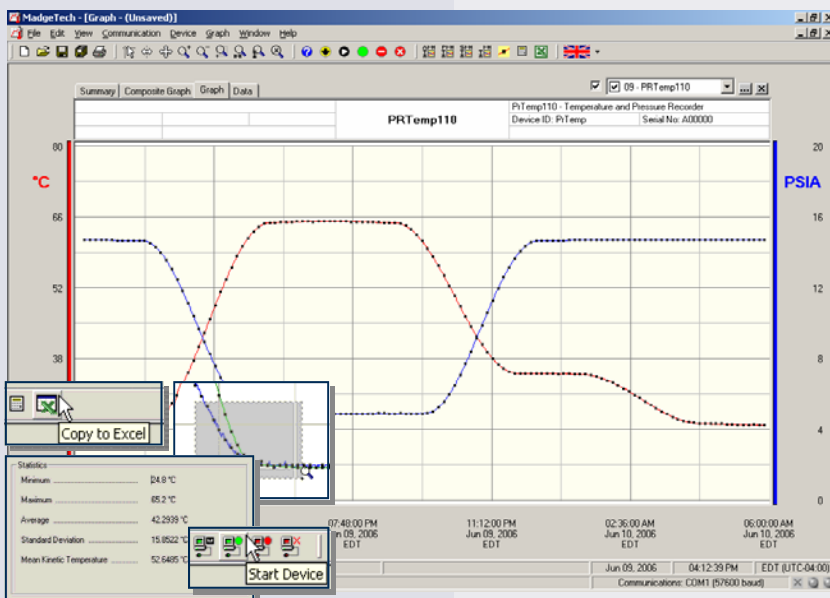 MadgeTech - [Graph - (Unsaved)]
File Edit View Communication Device Graph Window Help
Summary Composite Graph Graph Data
09 - PRTemp110
PRTemp110
PrTemp110 - Temperature and Pressure Recorder
Device ID: PrTemp Serial No: A00000
80 20
°C PSIA
66 16
52 12
38 8
4
0
Copy to Excel
Statistics
Minimum 24.8 °C
Maximum 65.2 °C
Average 42.2939 °C
Standard Deviation 15.8522 °C
Mean Kinetic Temperature 52.6485 °C
Start Device
07:48:00 PM 11:12:00 PM 02:36:00 AM 06:00:00 AM
n 09, 2006 Jun 09, 2006 Jun 10, 2006 Jun 10, 2006
EDT EDT EDT EDT
Jun 09, 2006 04:12:39 PM EDT (UTC-04:00)
Communications: COM1 (57600 baud)